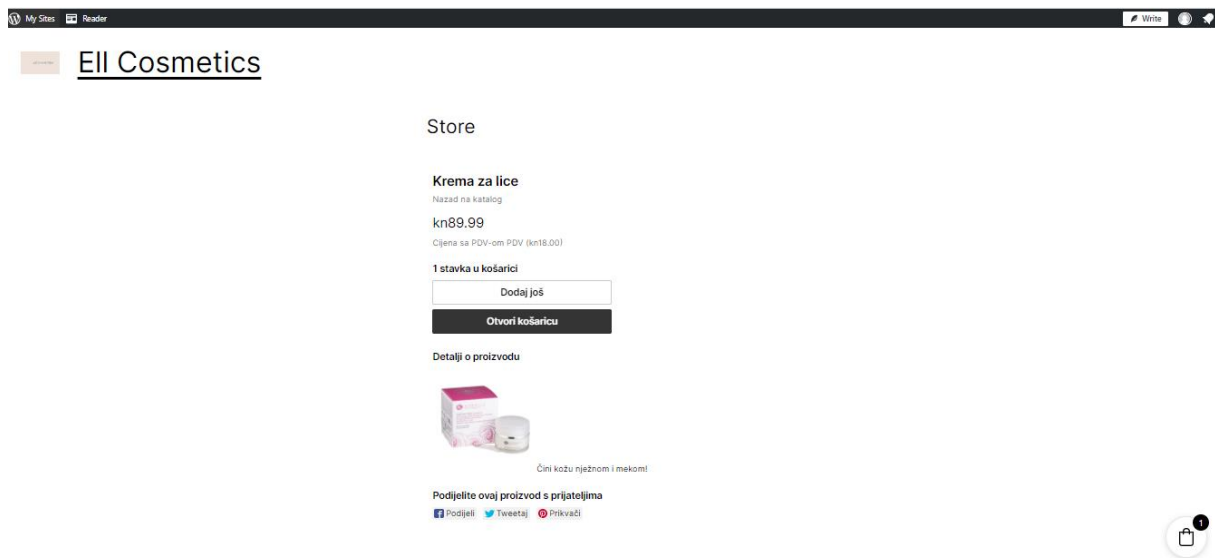 My Sites Reader Write
Ell Cosmetics
Store
Krema za lice
Nazad na katalog
kn89.99
Cijena sa PDV-om PDV (kn18.00)
1 stavka u košarici
Dodaj još
Otvori košaricu
Detalji o proizvodu
Čini kožu nježnom i mekom!
Podijelite ovaj proizvod s prijateljima
Podijeli Tweetaj Prikvači
1